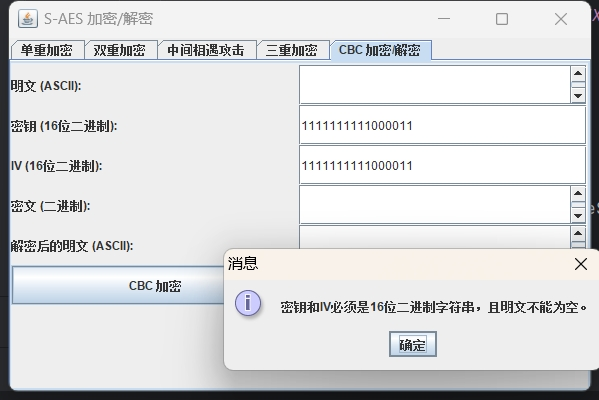 S-AES 加密/解密
单重加密 双重加密 中间相遇攻击 三重加密 CBC 加密/解密
明文 (ASCII):
密钥 (16位二进制): 1111111111000011
IV (16位二进制): 1111111111000011
密文 (二进制):
解密后的明文 (ASCII):
CBC 加密
消息
密钥和IV必须是16位二进制字符串，且明文不能为空。
确定